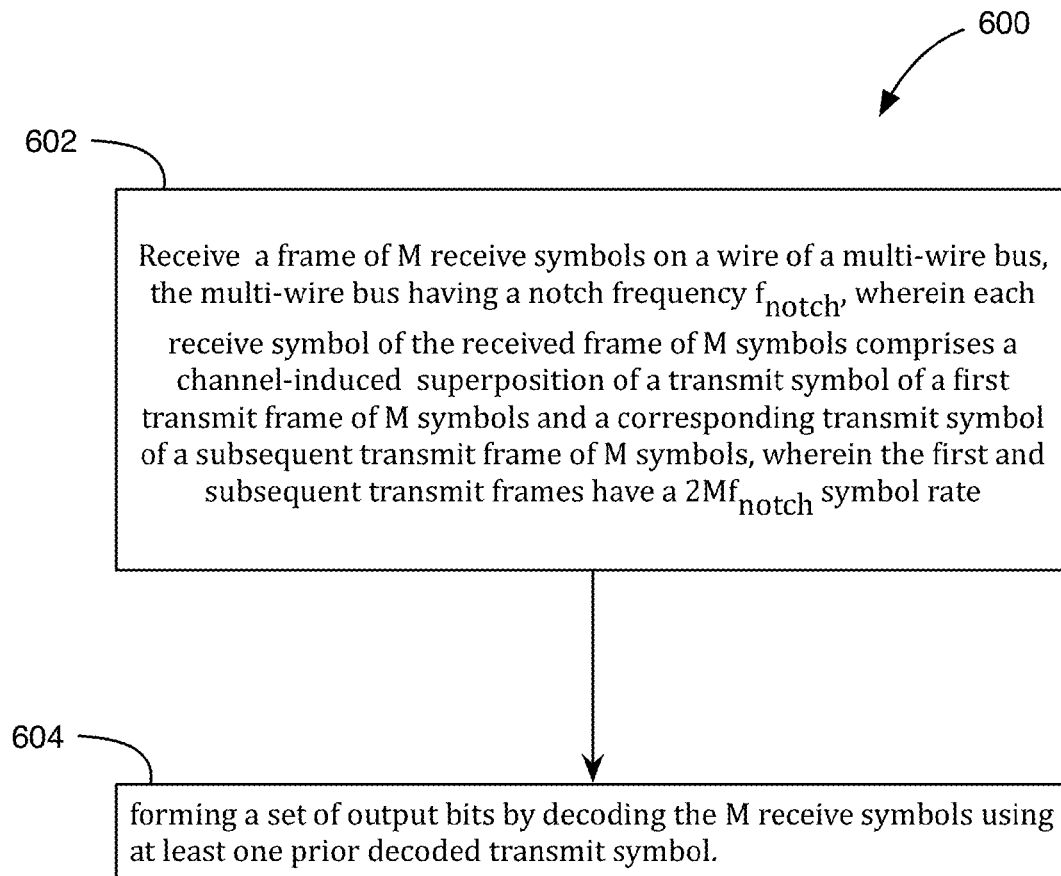 600
602
Receive a frame of M receive symbols on a wire of a multi-wire bus,
the multi-wire bus having a notch frequency fnotch, wherein each
receive symbol of the received frame of M symbols comprises a
channel-induced superposition of a transmit symbol of a first
transmit frame of M symbols and a corresponding transmit symbol
of a subsequent transmit frame of M symbols, wherein the first and
subsequent transmit frames have a 2Mfnotch symbol rate
604
forming a set of output bits by decoding the M receive symbols using
at least one prior decoded transmit symbol.